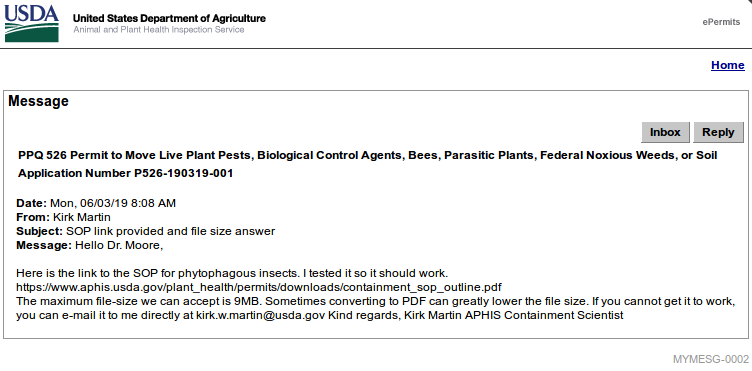 USDA
United States Department of Agriculture
Animal and Plant Health Inspection Service
ePermits
Home
Message
Inbox
Reply
PPQ 526 Permit to Move Live Plant Pests, Biological Control Agents, Bees, Parasitic Plants, Federal Noxious Weeds, or Soil
Application Number P526-190319-001
Date: Mon, 06/03/19 8:08 AM
From: Kirk Martin
Subject: SOP link provided and file size answer
Message: Hello Dr. Moore,
Here is the link to the SOP for phytophagous insects. I tested it so it should work.
https://www.aphis.usda.gov/plant_health/permits/downloads/containment_sop_outline.pdf
The maximum file-size we can accept is 9MB. Sometimes converting to PDF can greatly lower the file size. If you cannot get it to work,
you can e-mail it to me directly at kirk.w.martin@usda.gov Kind regards, Kirk Martin APHIS Containment Scientist
MYMESG-0002